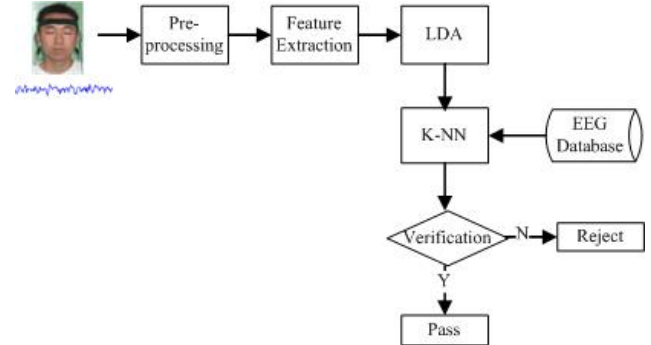 Pre-
processing
Feature
Extraction
LDA
K-NN
EEG
Database
Verification
N
Reject
Y
Pass